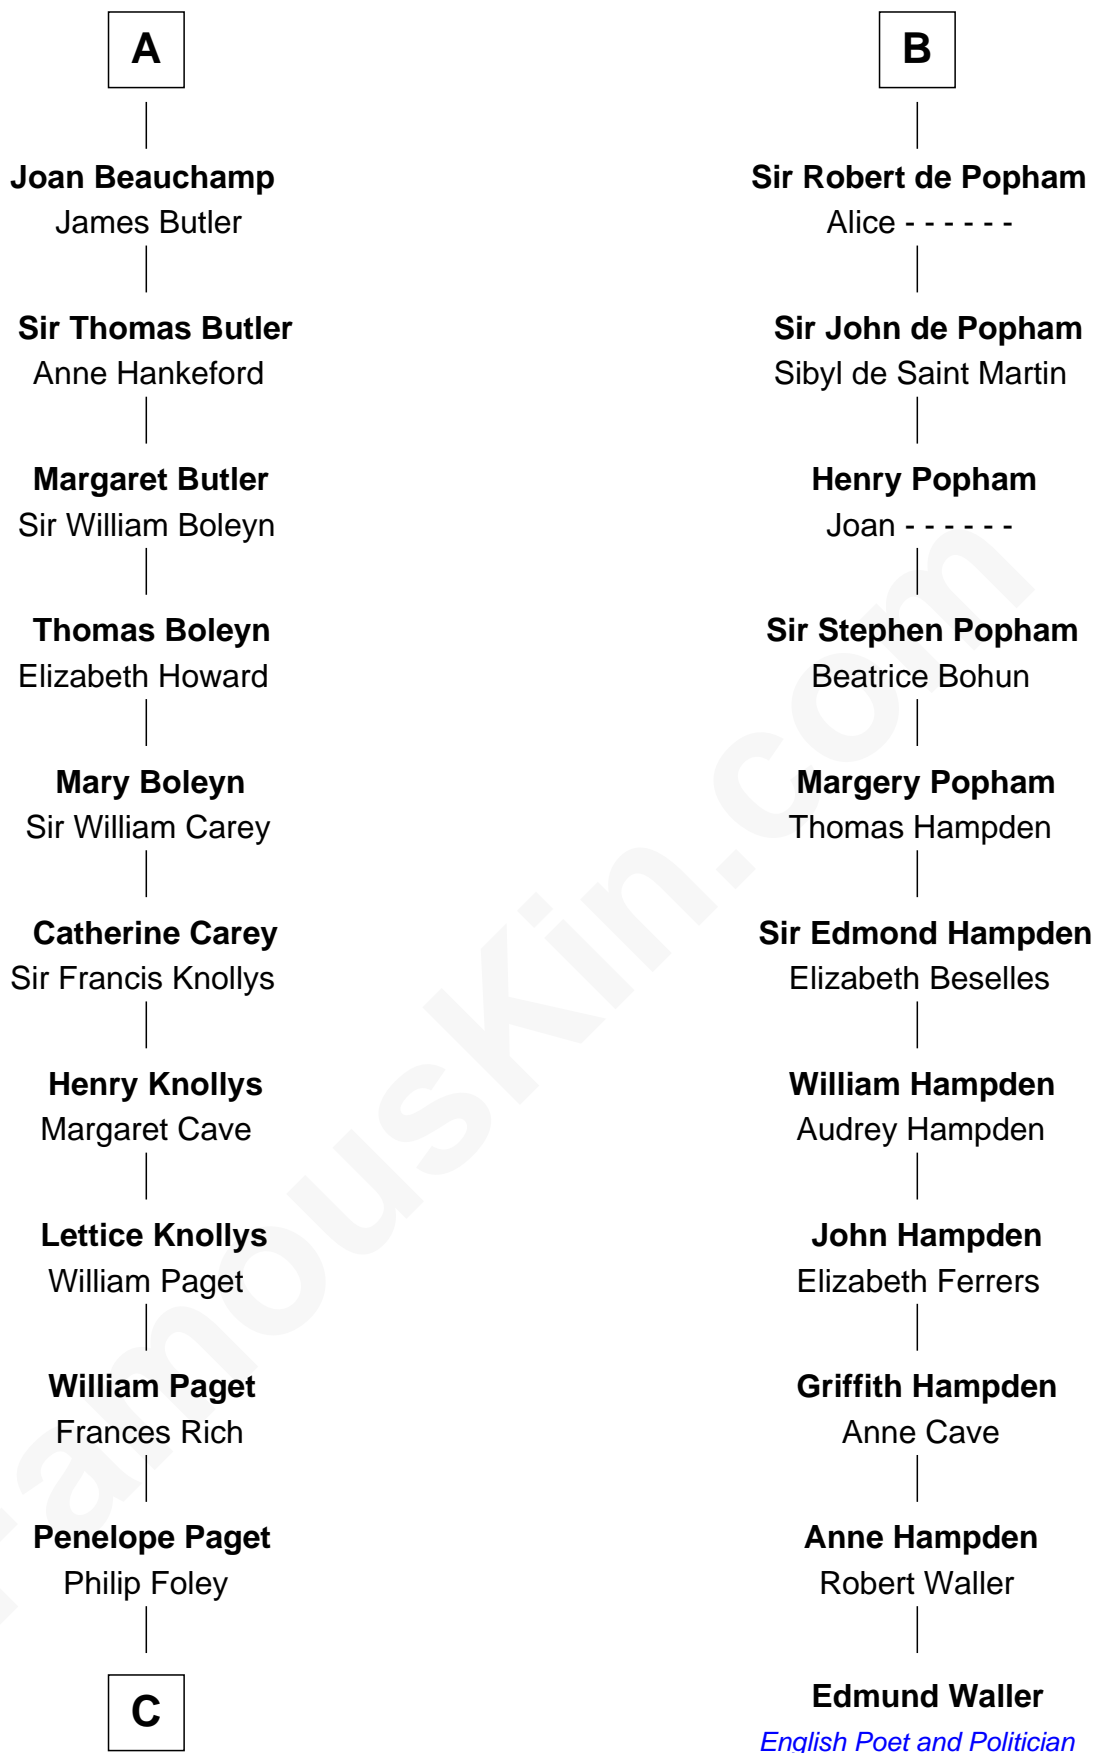 A
Joan Beauchamp
James Butler
Sir Thomas Butler
Anne Hankeford
Margaret Butler
Sir William Boleyn
Thomas Boleyn
Elizabeth Howard
Mary Boleyn
Sir William Carey
Catherine Carey
Sir Francis Knollys
Henry Knollys
Margaret Cave
Lettice Knollys
William Paget
William Paget
Frances Rich
Penelope Paget
Philip Foley
C
B
Sir Robert de Popham
Alice - - - - - -
Sir John de Popham
Sibyl de Saint Martin
Henry Popham
Joan - - - - - -
Sir Stephen Popham
Beatrice Bohun
Margery Popham
Thomas Hampden
Sir Edmond Hampden
Elizabeth Beselles
William Hampden
Audrey Hampden
John Hampden
Elizabeth Ferrers
Griffith Hampden
Anne Cave
Anne Hampden
Robert Waller
Edmund Waller
English Poet and Politician
FamousKin.com